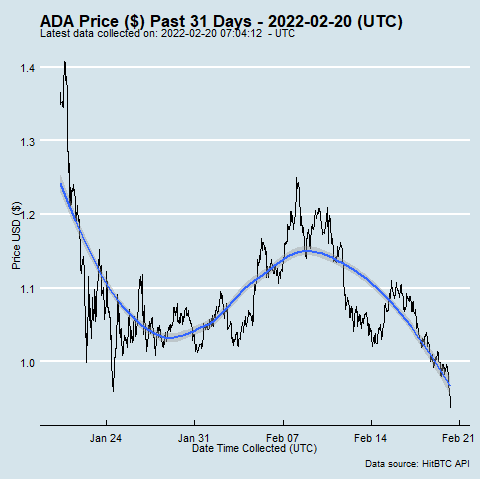 ADA Price ($) Past 31 Days - 2022-02-20 (UTC)
Latest data collected on: 2022-02-20 07:04:12 - UTC
1.4
1.3
1.2
1.1
1.0
Price USD ($)
Jan 24
Jan 31
Feb 07
Feb 14
Feb 21
Date Time Collected (UTC)
Data source: HitBTC API